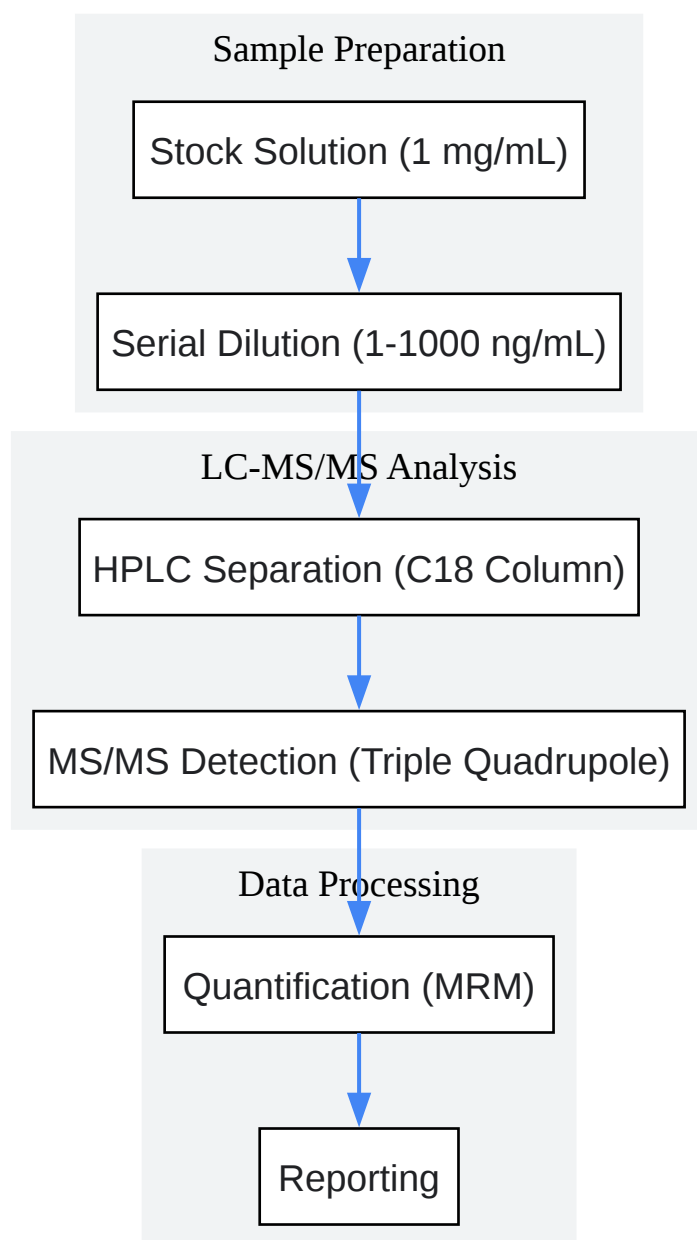 Sample Preparation
Stock Solution (1 mg/mL)
Serial Dilution (1-1000 ng/mL)
LC-MS/MS Analysis
HPLC Separation (C18 Column)
MS/MS Detection (Triple Quadrupole)
Data Processing
Quantification (MRM)
Reporting